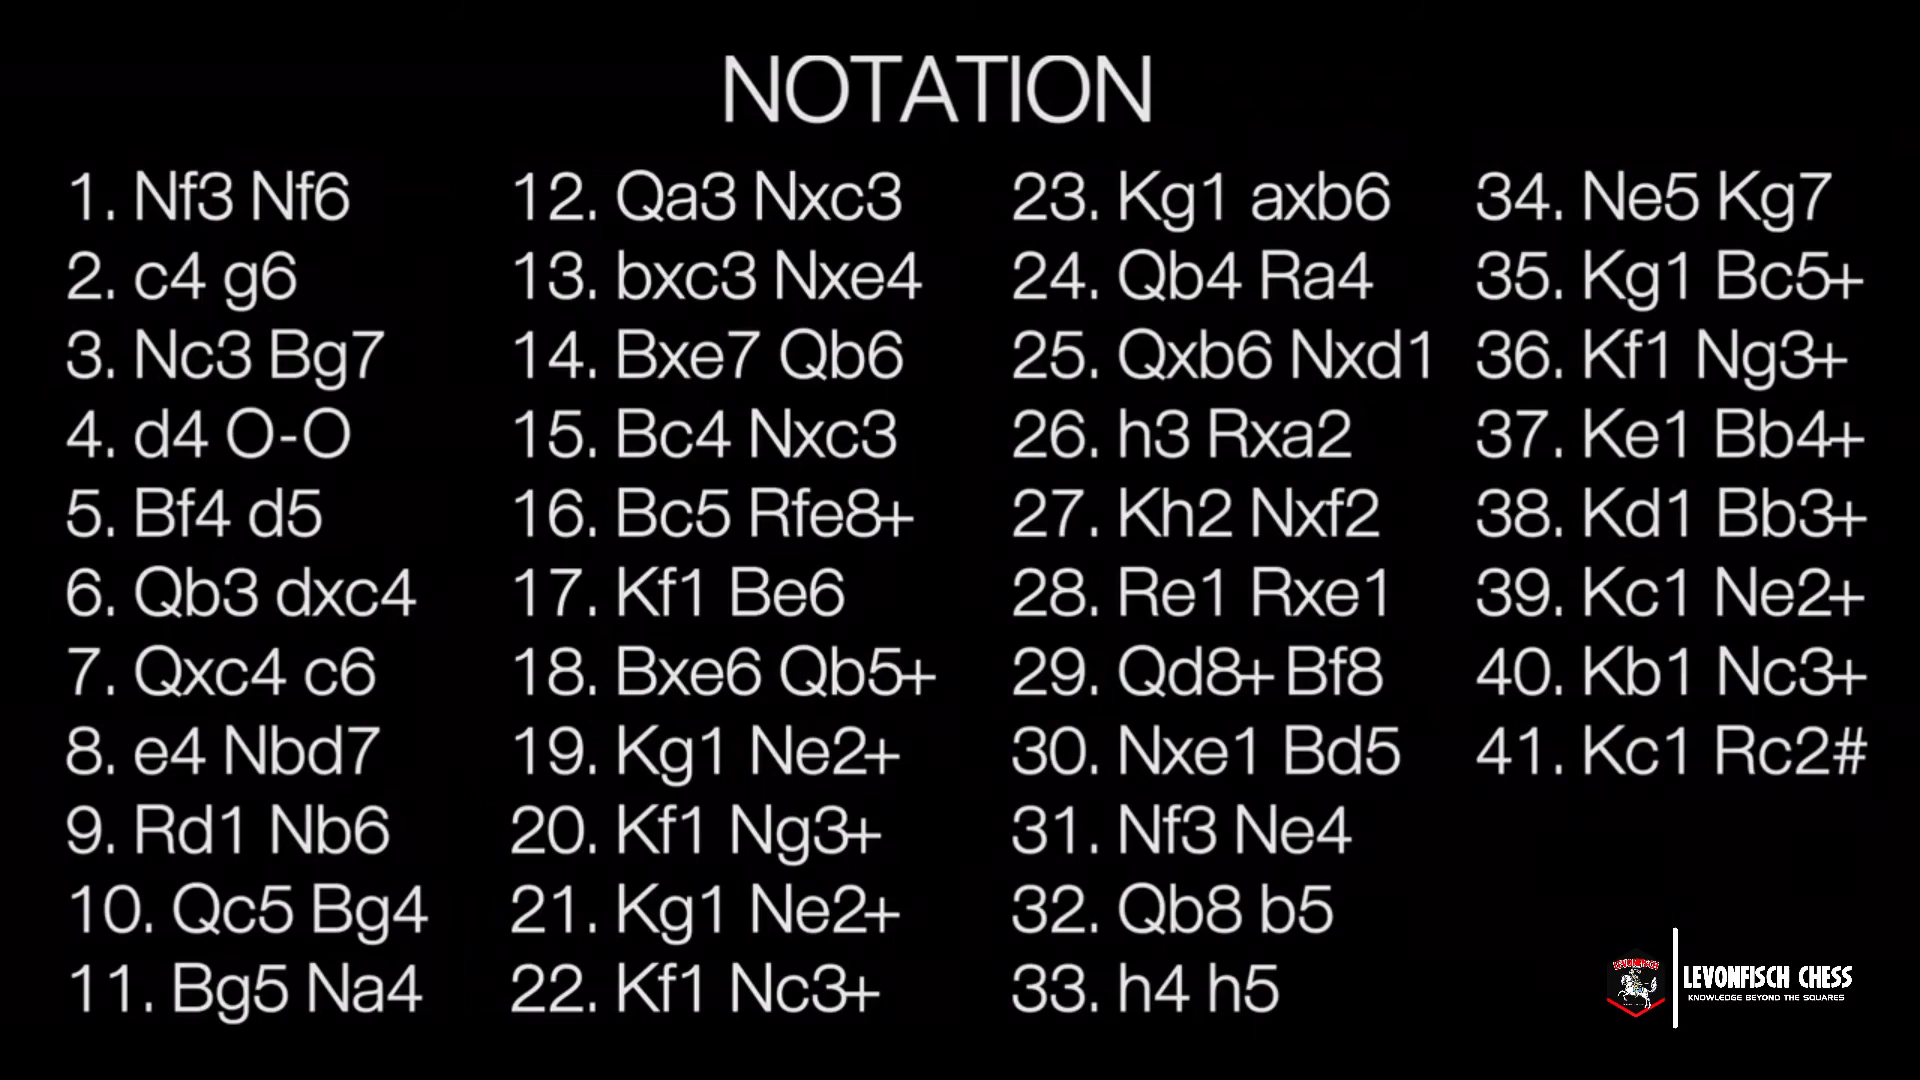 NOTATION
1. Nf3 Nf6
2. c4 g6
3. Nc3 Bg7
4. d4 O-O
5. Bf4 d5
6. Qb3 dxc4
7. Qxc4 c6
8. e4 Nbd7
9. Rd1 Nb6
10. Qc5 Bg4
11. Bg5 Na4
12. Qa3 Nxc3
13. bxc3 Nxe4
14. Bxe7 Qb6
15. Bc4 Nxc3
16. Bc5 Rfe8+
17. Kf1 Be6
18. Bxe6 Qb5+
19. Kg1 Ne2+
20. Kf1 Ng3+
21. Kg1 Ne2+
22. Kf1 Nc3+
23. Kg1 axb6
24. Qb4 Ra4
25. Qxb6 Nxd1
26. h3 Rxa2
27. Kh2 Nxf2
28. Re1 Rxe1
29. Qd8+ Bf8
30. Nxe1 Bd5
31. Nf3 Ne4
32. Qb8 b5
33. h4 h5
34. Ne5 Kg7
35. Kg1 Bc5+
36. Kf1 Ng3+
37. Ke1 Bb4+
38. Kd1 Bb3+
39. Kc1 Ne2+
40. Kb1 Nc3+
41. Kc1 Rc2#
LEVONFISCH CHESS
KNOWLEDGE BEYOND THE SQUARES